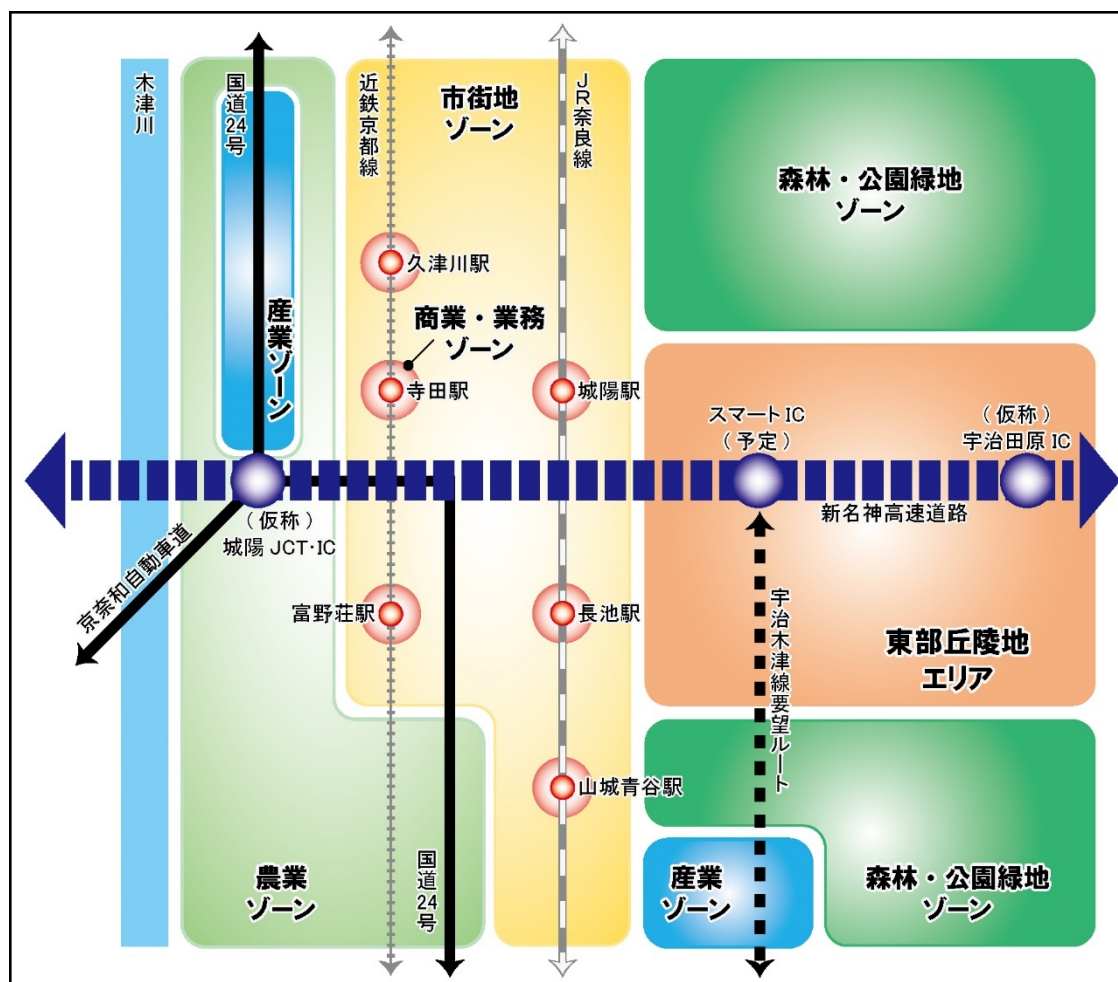 木津川
国道24号
近鉄京都線
市街地
ゾーン
JR奈良線
森林・公園緑地
ゾーン
久津川駅
産業ゾーン
商業・業務
ゾーン
寺田駅
城陽駅
スマートIC
(予定)
(仮称)
宇治田原IC
(仮称)
城陽JCT・IC
新名神高速道路
京奈和自動車道
富野荘駅
長池駅
宇治木津線要望ルート
東部丘陵地
エリア
山城青谷駅
農業
ゾーン
国道24号
産業
ゾーン
森林・公園緑地
ゾーン